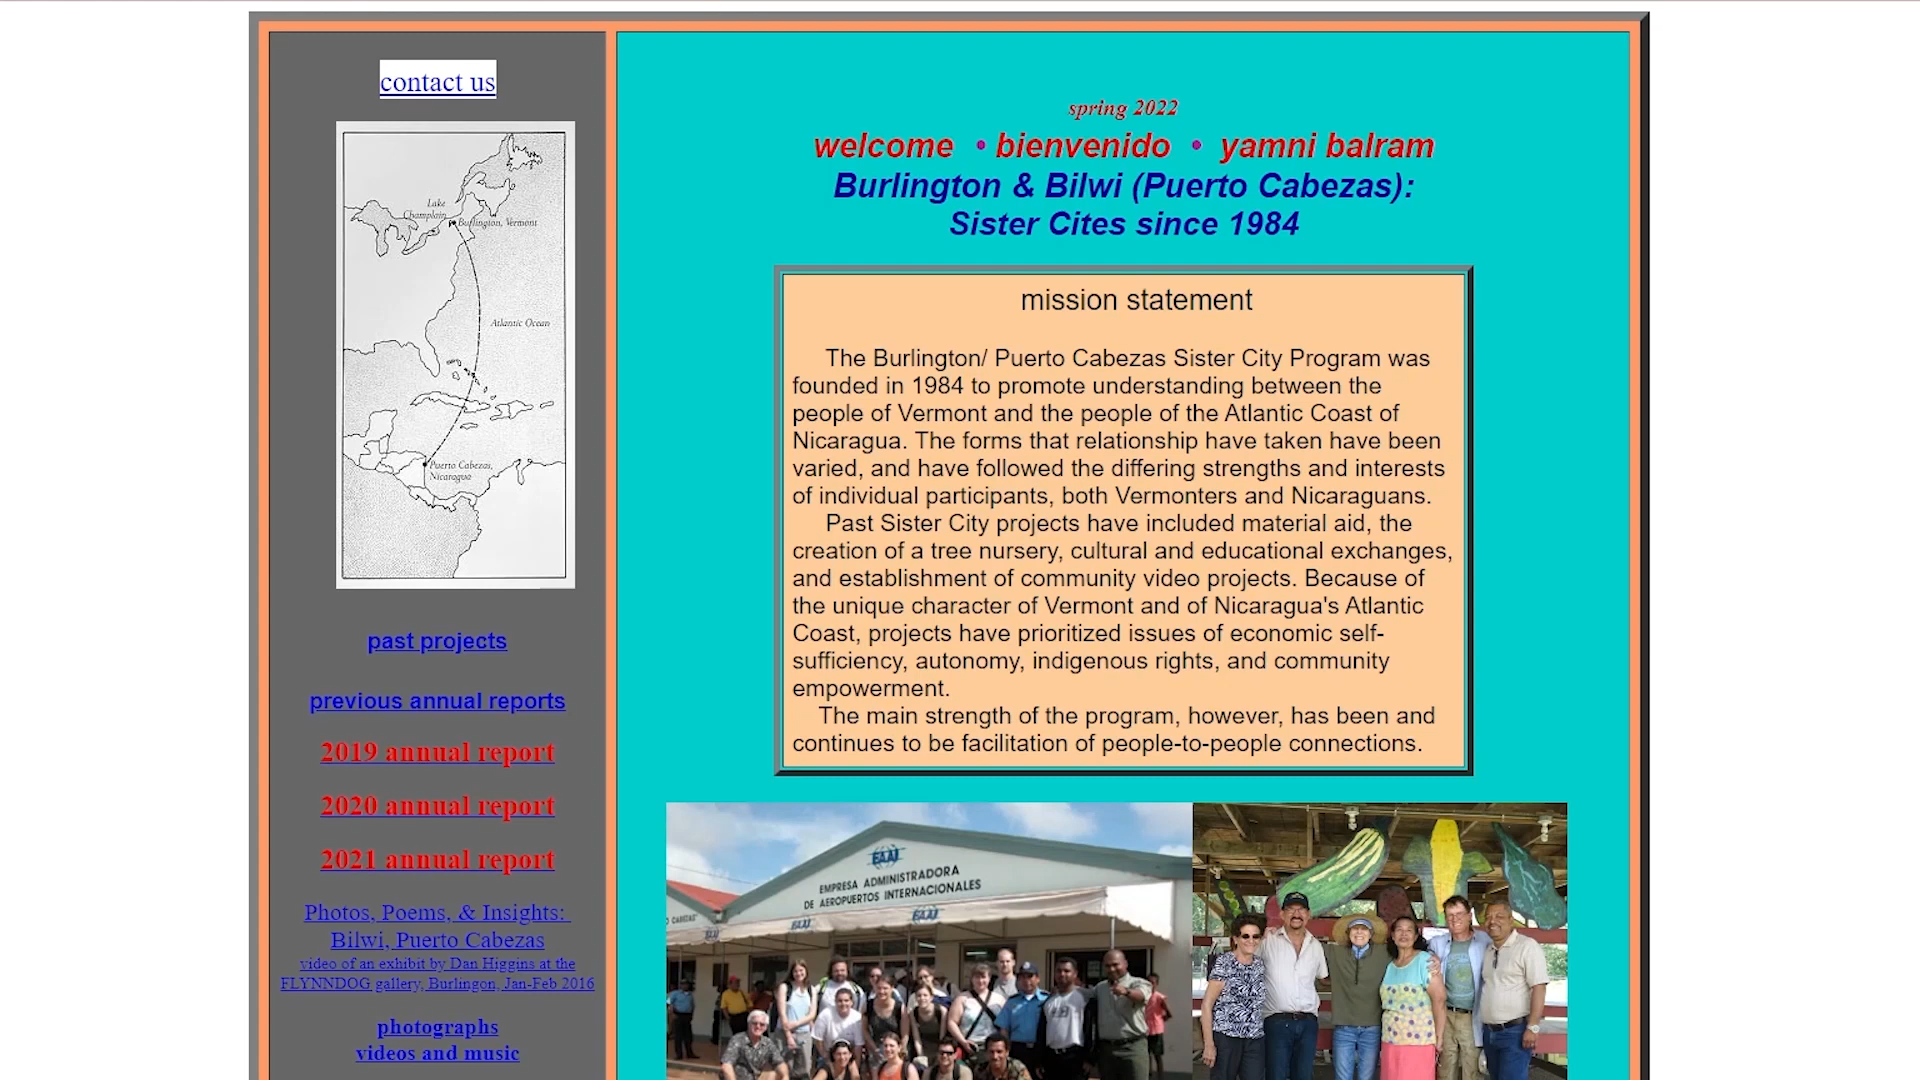 contact us
Lake
Champlain
Burlington, Vermont
Atlantic Ocean
Puerto Cabezas,
Nicaragua
past projects
previous annual reports
2019 annual report
2020 annual report
2021 annual report
Photos, Poems, & Insights:
Bilwi, Puerto Cabezas
video of an exhibit by Dan Higgins at the
FLYNNDOG gallery, Burlingon, Jan-Feb 2016
photographs
videos and music
spring 2022
welcome • bienvenido • yamni balram
Burlington & Bilwi (Puerto Cabezas):
Sister Cites since 1984
mission statement
The Burlington/ Puerto Cabezas Sister City Program was
founded in 1984 to promote understanding between the
people of Vermont and the people of the Atlantic Coast of
Nicaragua. The forms that relationship have taken have been
varied, and have followed the differing strengths and interests
of individual participants, both Vermonters and Nicaraguans.
Past Sister City projects have included material aid, the
creation of a tree nursery, cultural and educational exchanges,
and establishment of community video projects. Because of
the unique character of Vermont and of Nicaragua's Atlantic
Coast, projects have prioritized issues of economic self-
sufficiency, autonomy, indigenous rights, and community
empowerment.
The main strength of the program, however, has been and
continues to be facilitation of people-to-people connections.
EAAI
EMPRESA ADMINISTRADORA
DE AEROPUERTOS INTERNACIONALES
CABEZAS
EAAI
EAAI
EAAI